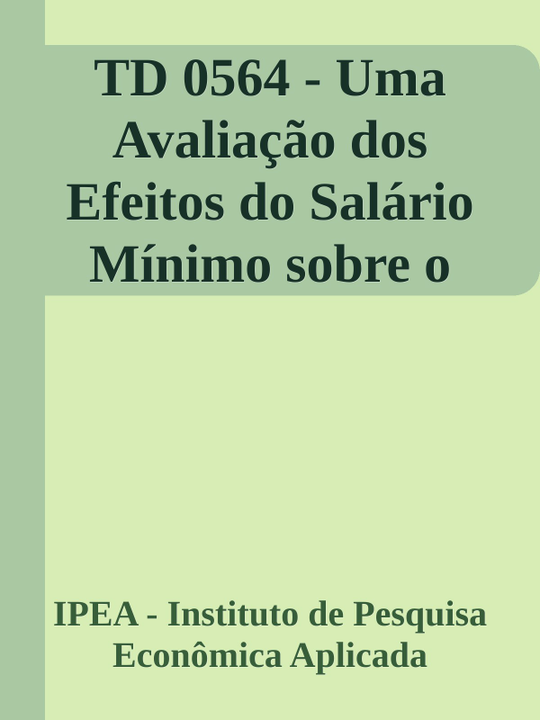 TD 0564 - Uma
Avaliação dos
Efeitos do Salário
Mínimo sobre o
IPEA - Instituto de Pesquisa
Econômica Aplicada